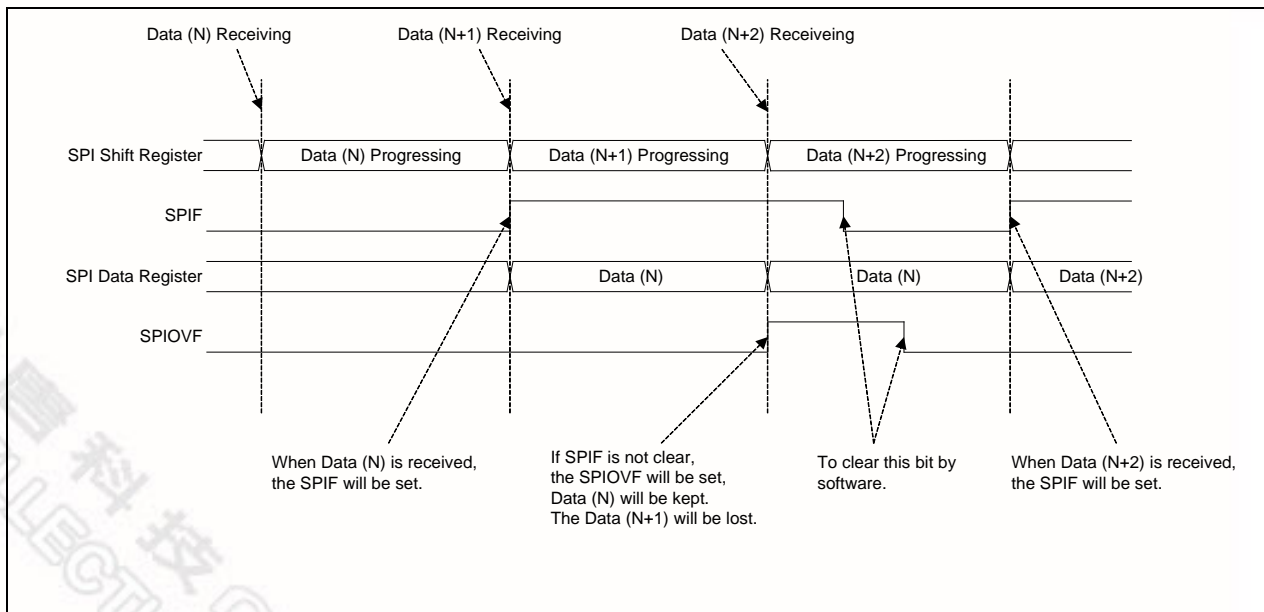 Data (N) Receiving
Data (N+1) Receiving
Data (N+2) Receiveing
SPI Shift Register
Data (N) Progressing
Data (N+1) Progressing
Data (N+2) Progressing
SPIF
SPI Data Register
Data (N)
Data (N)
Data (N+2)
SPIOVF
When Data (N) is received,
the SPIF will be set.
If SPIF is not clear,
the SPIOVF will be set,
Data (N) will be kept.
The Data (N+1) will be lost.
To clear this bit by
software.
When Data (N+2) is received,
the SPIF will be set.
科技